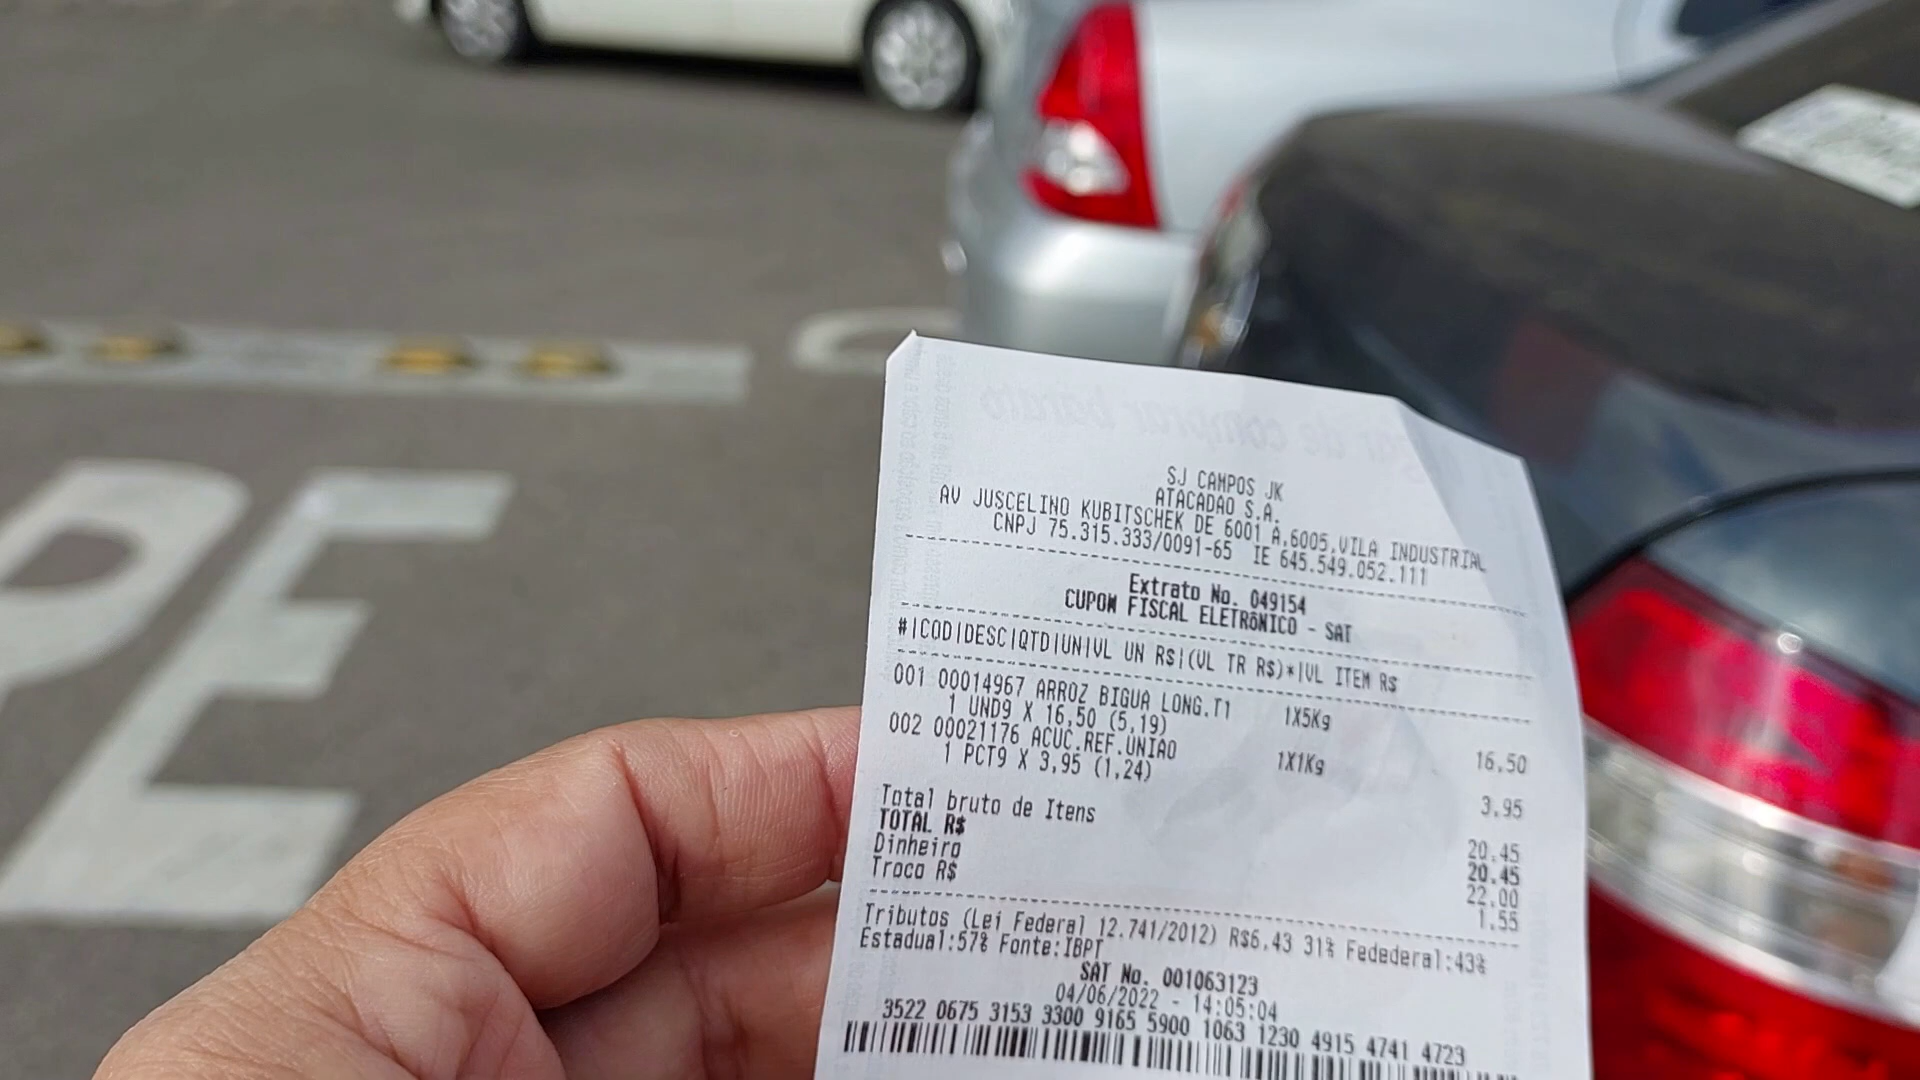 PE
SJ CAMPOS JK
ATACADAO S.A.
AV JUSCELINO KUBITSCHEK DE 6001 A.6005,VILA INDUSTRIAL
CNPJ 75.315.333/0091-65 IE 645.549.052.111
Extrato No. 049154
CUPOM FISCAL ELETRÔNICO - SAT
#|COD|DESC|QTD|UN|VL UN R$|(VL TR R$)*|VL ITEM R$
001 00014967 ARROZ BIGUA LONG.T1 1X5Kg
1 UND9 X 16,50 (5,19) 16,50
002 00021176 ACUC.REF.UNIAO 1X1Kg
1 PCT9 X 3,95 (1,24) 3,95
Total bruto de Itens 20.45
TOTAL R$ 20.45
Dinheiro 22.00
Troco R$ 1.55
Tributos (Lei Federal 12.741/2012) R$6.43 31% Fedederal:43%
Estadual:57% Fonte:IBPT
SAT No. 001063123
04/06/2022 - 14:05:04
3522 0675 3153 3300 9165 5900 1063 1230 4915 4741 4723